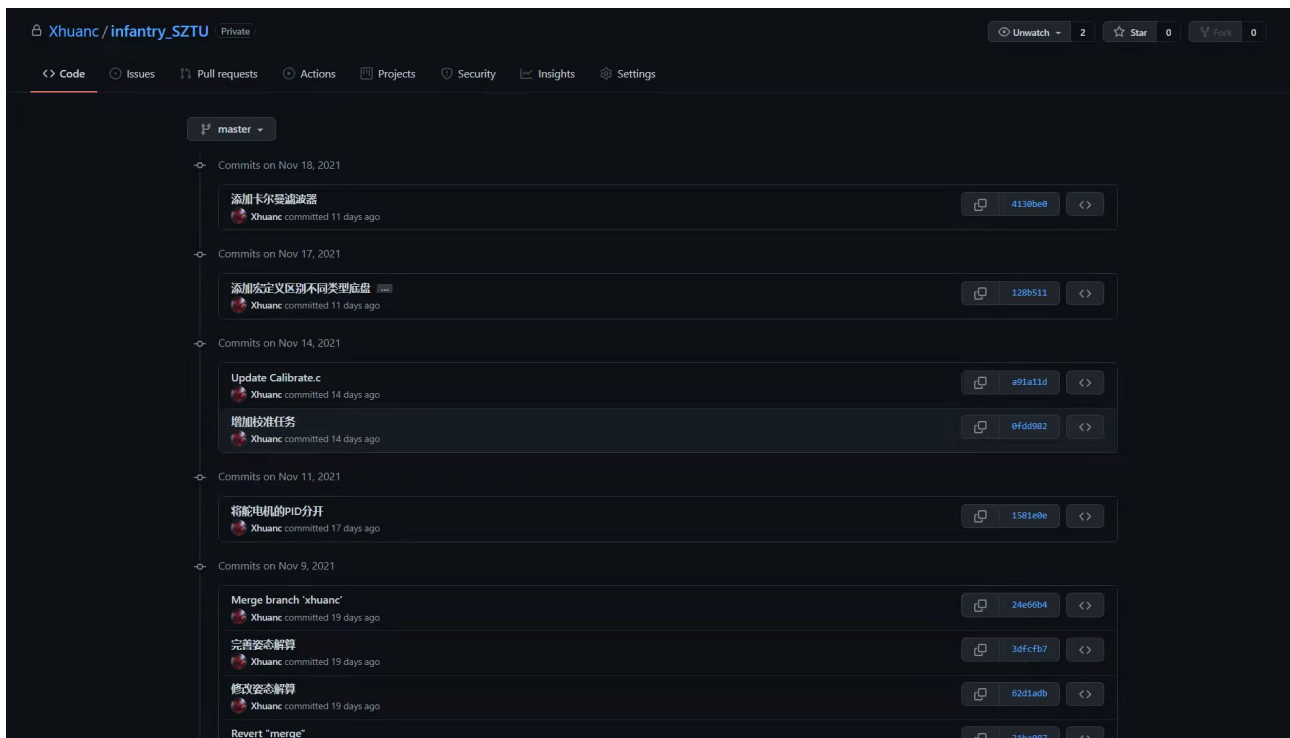 Xhuanc / infantry_SZTU Private
Unwatch 2 Star 0 Fork 0
Code Issues Pull requests Actions Projects Security Insights Settings
master
Commits on Nov 18, 2021
添加卡尔曼滤波器
Xhuanc committed 11 days ago
4130be0
Commits on Nov 17, 2021
添加宏定义区别不同类型底盘 ...
Xhuanc committed 11 days ago
128b511
Commits on Nov 14, 2021
Update Calibrate.c
Xhuanc committed 14 days ago
a91a11d
增加校准任务
Xhuanc committed 14 days ago
0fdd982
Commits on Nov 11, 2021
将舵电机的PID分开
Xhuanc committed 17 days ago
1581e0e
Commits on Nov 9, 2021
Merge branch 'xhuanc'
Xhuanc committed 19 days ago
24e66b4
完善姿态解算
Xhuanc committed 19 days ago
3dfcfb7
修改姿态解算
Xhuanc committed 19 days ago
62d1adb
Revert "merge"